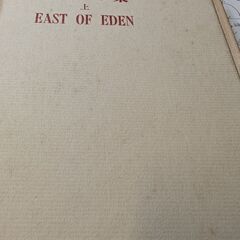 上
EAST OF EDEN